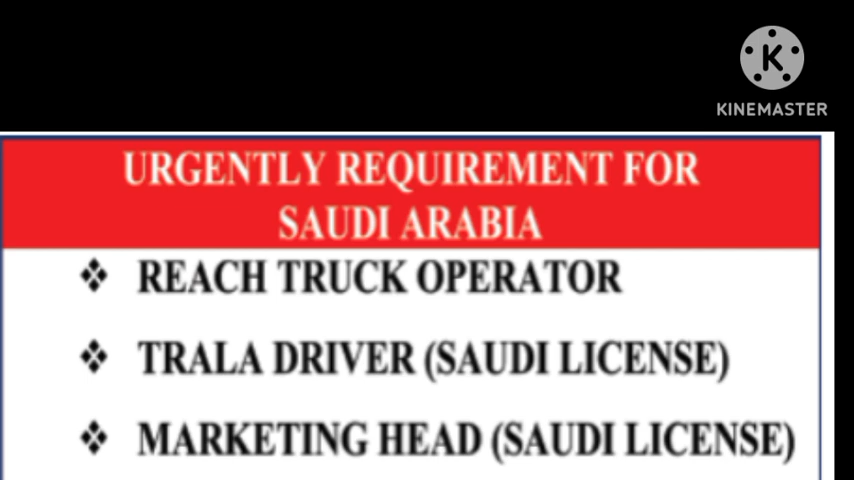 KINEMASTER
URGENTLY REQUIREMENT FOR
SAUDI ARABIA
❖ REACH TRUCK OPERATOR
❖ TRALA DRIVER (SAUDI LICENSE)
❖ MARKETING HEAD (SAUDI LICENSE)